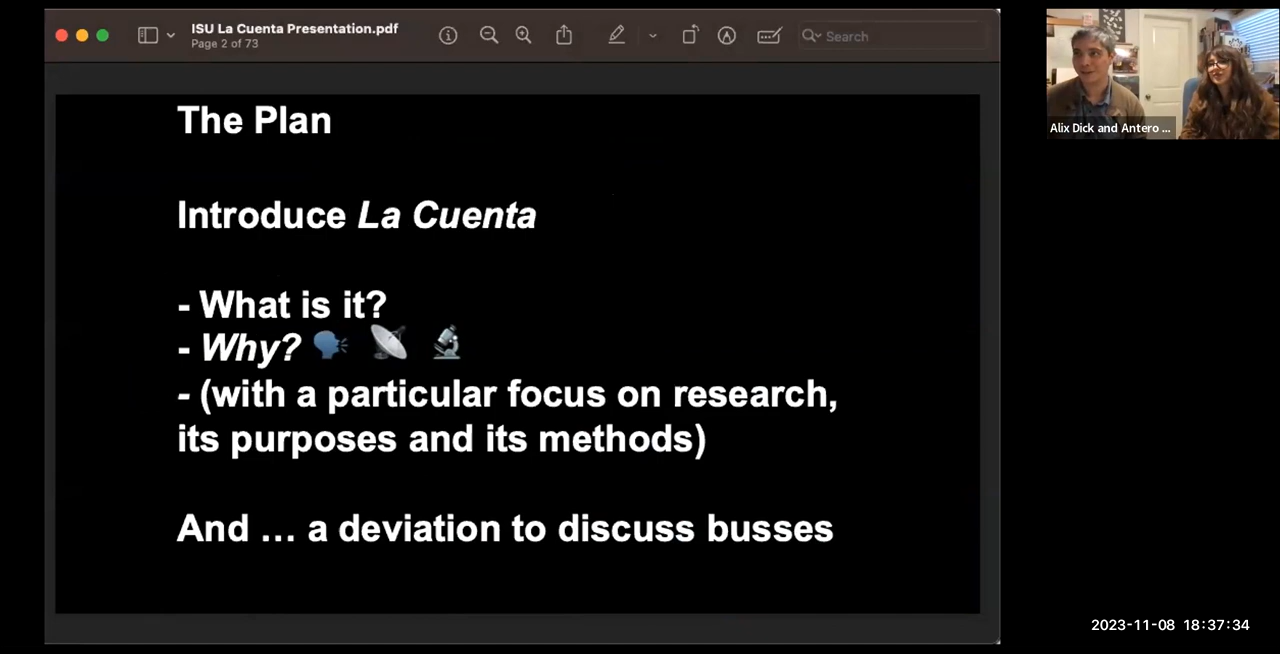 ISU La Cuenta Presentation.pdf
Page 2 of 73
Search
The Plan
Introduce La Cuenta
- What is it?
- Why?
- (with a particular focus on research,
its purposes and its methods)
And … a deviation to discuss busses
Alix Dick and Antero ...
2023-11-08 18:37:34